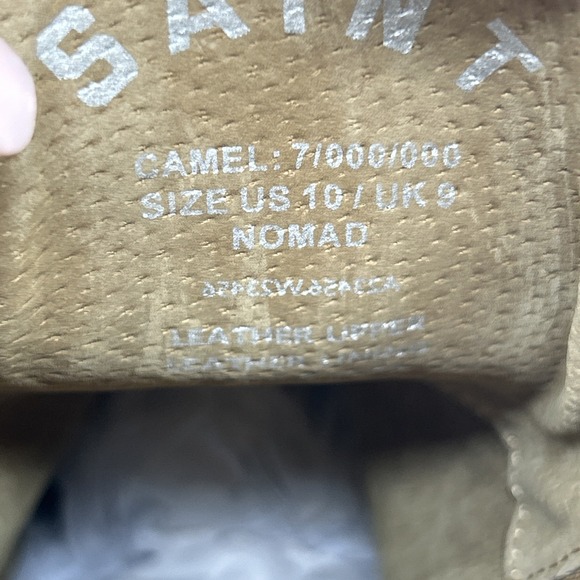 SAINT
CAMEL: 7/000/000
SIZE US 10 / UK 9
NOMAD
LEATHER UPPER